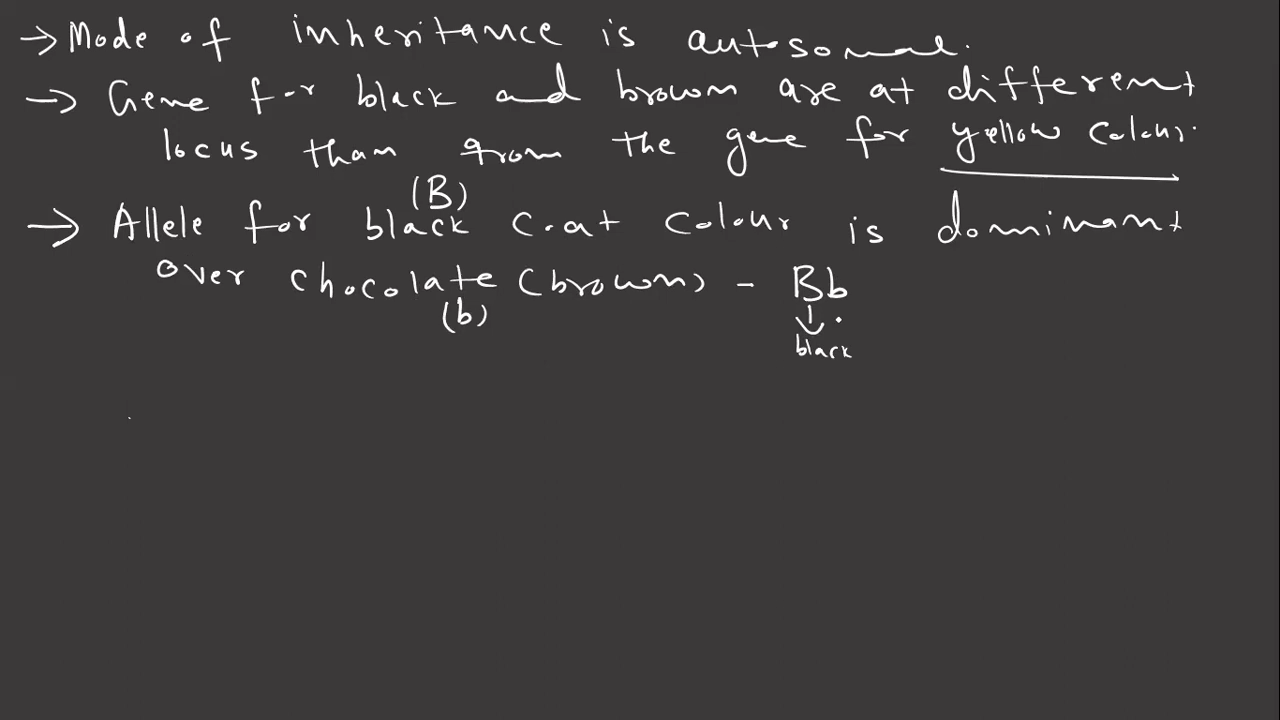 → Mode of inheritance is autosomal.
→ Gene for black and brown are at different
locus than from the gene for yellow colour.
(B)
→ Allele for black coat colour is dominant
over chocolate (brown) - Bb
(b)
black